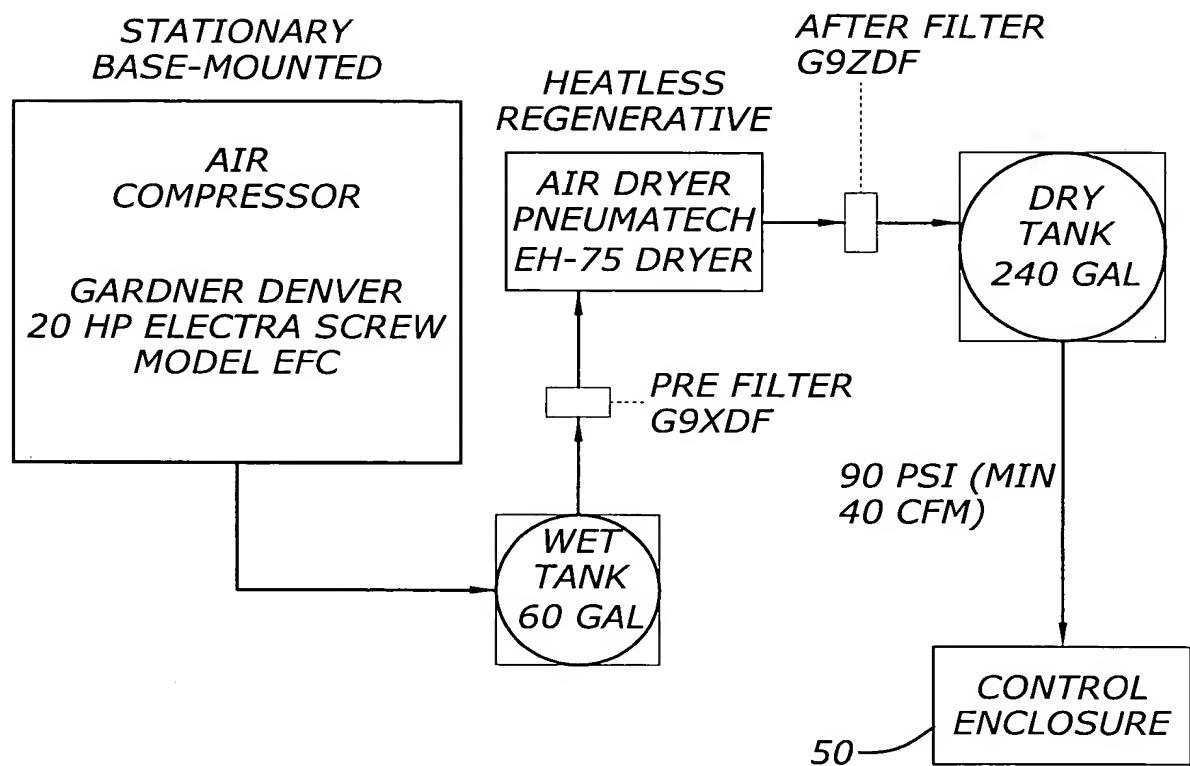 STATIONARY
BASE-MOUNTED
AIR
COMPRESSOR
GARDNER DENVER
20 HP ELECTRA SCREW
MODEL EFC
HEATLESS
REGENERATIVE
AIR DRYER
PNEUMATECH
EH-75 DRYER
AFTER FILTER
G9ZDF
DRY
TANK
240 GAL
PRE FILTER
G9XDF
WET
TANK
60 GAL
90 PSI (MIN
40 CFM)
CONTROL
ENCLOSURE
50